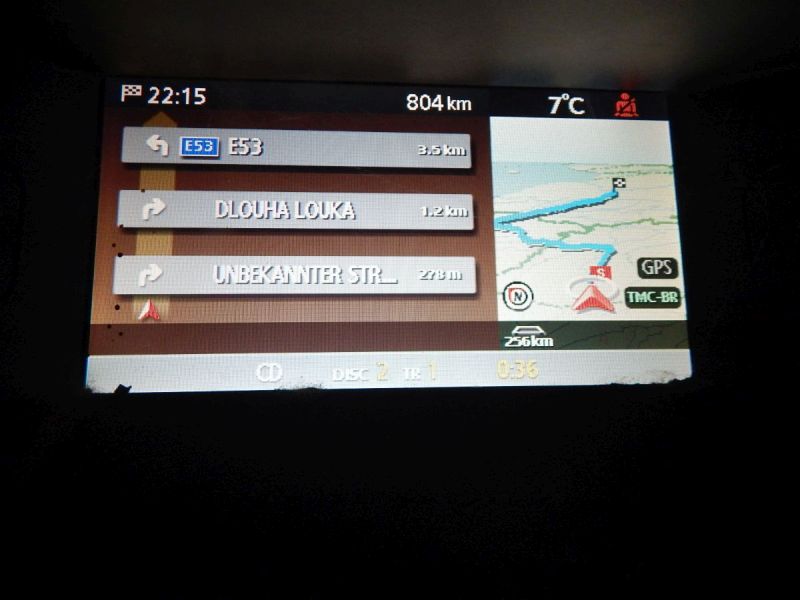 22:15 804 km 7°C
E53 E53 3.5 km
DLOUHA LOUKA 1.2 km
UNBEKANNTER STR... 278 m
S
N
GPS
TMC-BR
256km
CD DISC 2 TR 1 0:36